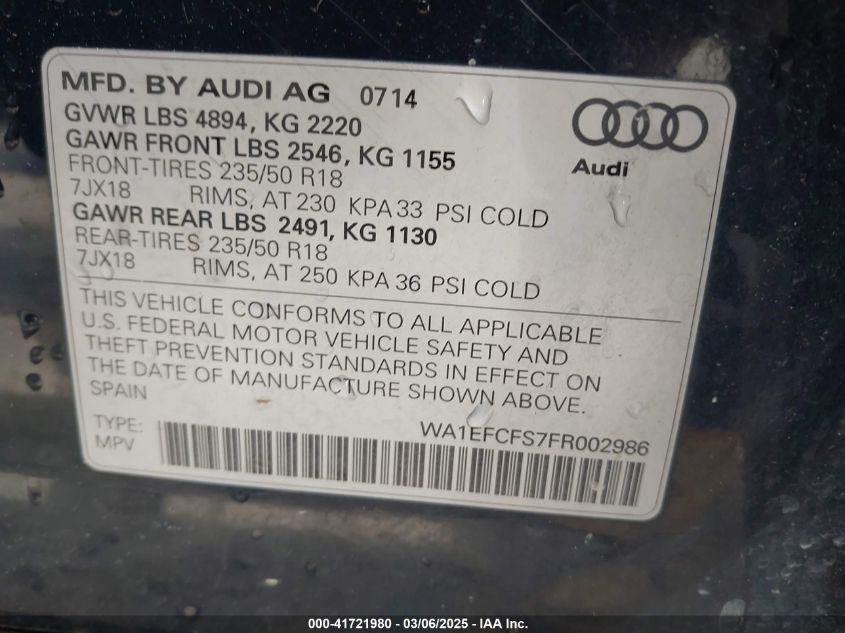 MFD. BY AUDI AG 0714
GVWR LBS 4894, KG 2220
GAWR FRONT LBS 2546, KG 1155
FRONT-TIRES 235/50 R18
7JX18 RIMS, AT 230 KPA 33 PSI COLD
GAWR REAR LBS 2491, KG 1130
REAR-TIRES 235/50 R18
7JX18 RIMS, AT 250 KPA 36 PSI COLD
Audi
THIS VEHICLE CONFORMS TO ALL APPLICABLE
U.S. FEDERAL MOTOR VEHICLE SAFETY AND
THEFT PREVENTION STANDARDS IN EFFECT ON
THE DATE OF MANUFACTURE SHOWN ABOVE.
SPAIN
TYPE: WA1EFCFS7FR002986
MPV
000-41721980 - 03/06/2025 - IAA Inc.